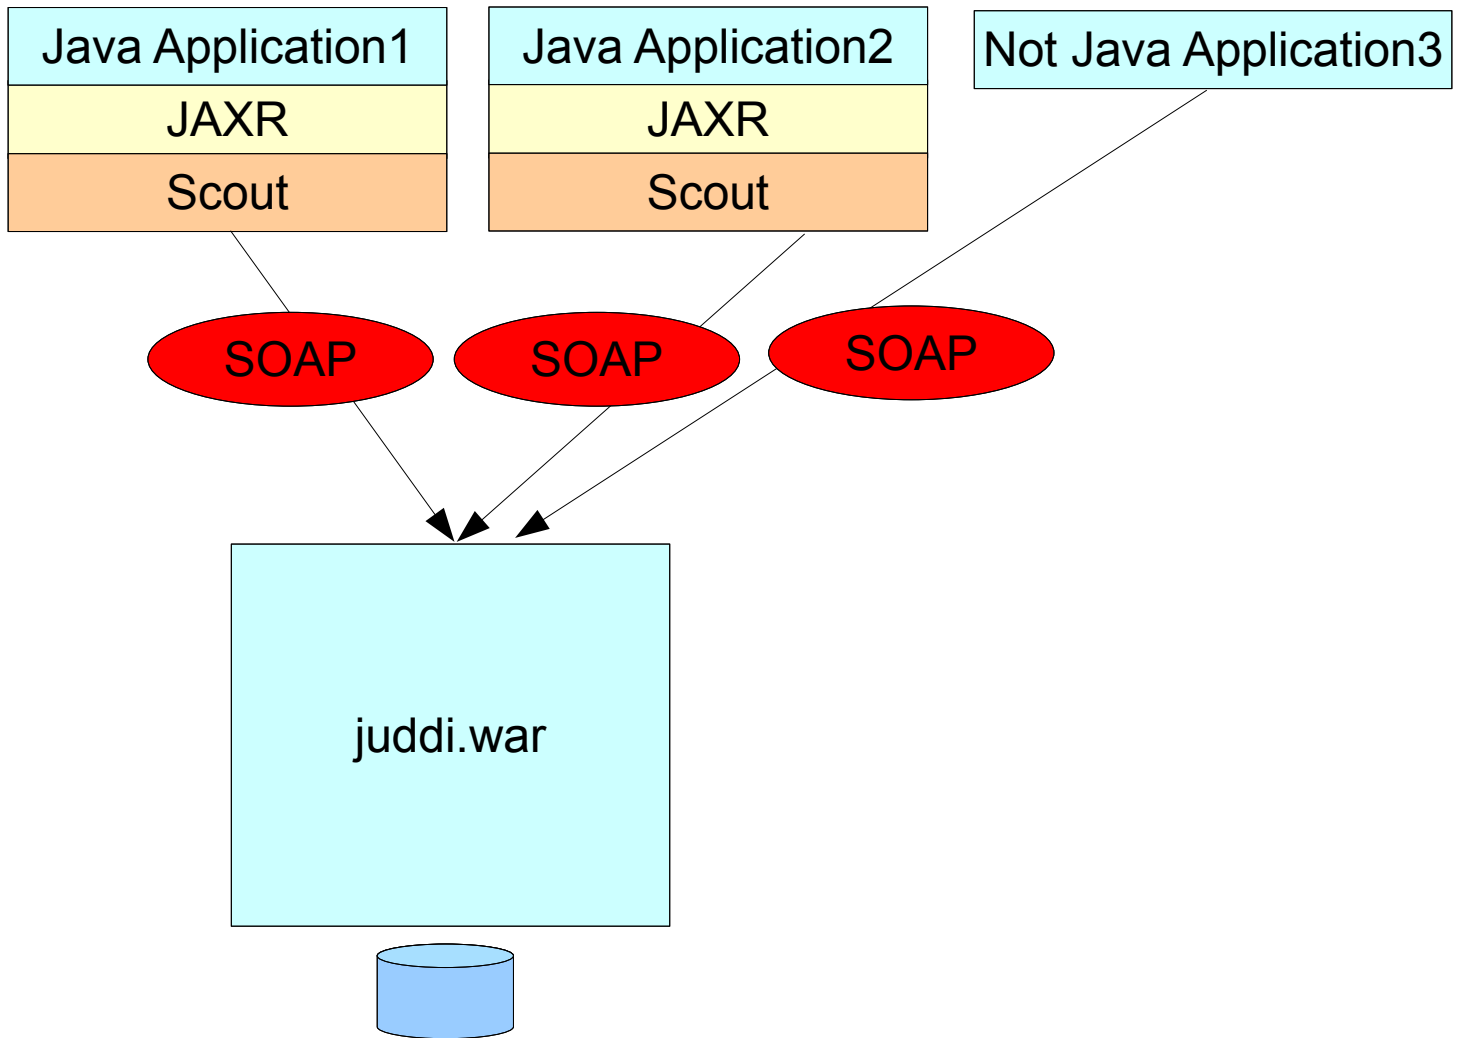 Java Application1
JAXR
Scout
Java Application2
JAXR
Scout
Not Java Application3
SOAP
SOAP
SOAP
juddi.war